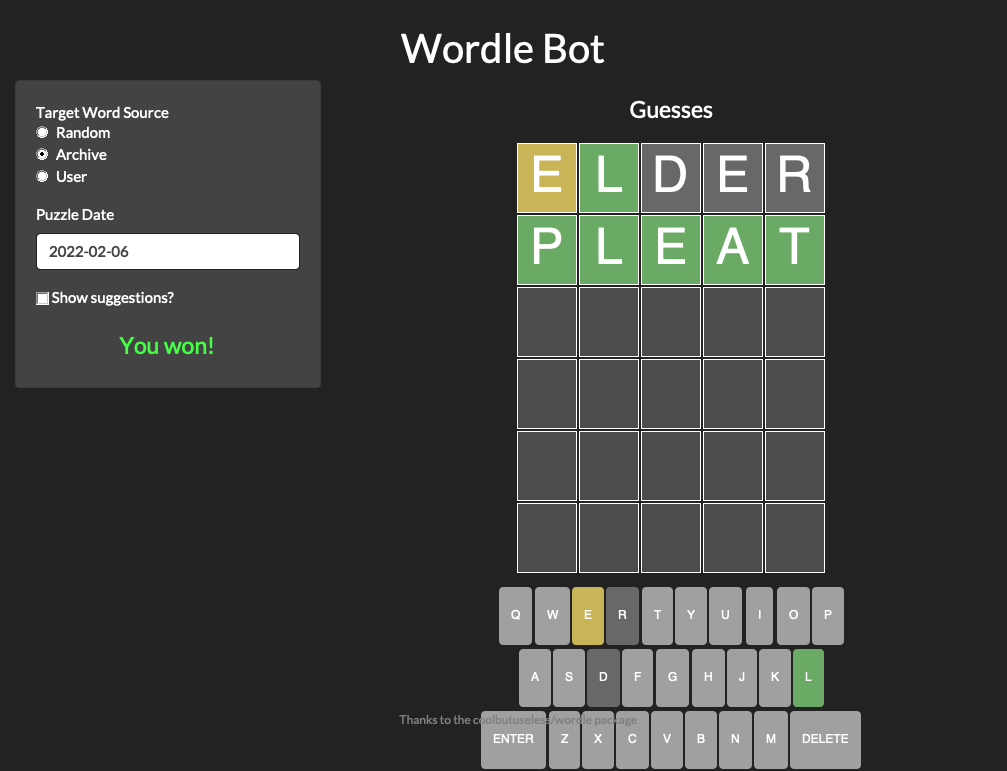 Wordle Bot
Target Word Source
Random
Archive
User
Puzzle Date
2022-02-06
Show suggestions?
You won!
Guesses
E L D E R
P L E A T
Q W E R T Y U I O P
A S D F G H J K L
Thanks to the coolbutuseless/wordle package
ENTER Z X C V B N M DELETE